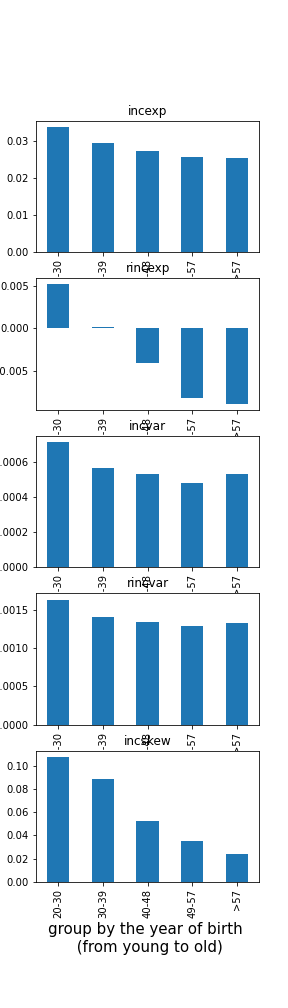 incexp
0.03
0.02
0.01
0.00
-30 -39 -48 -57 >57
rincexp
0.005
0.000
0.005
-30 -39 -48 -57 >57
incvar
.0006
.0004
.0002
.0000
-30 -39 -48 -57 >57
rincvar
.0015
.0010
.0005
.0000
-30 -39 -48 -57 >57
incskew
0.10
0.08
0.06
0.04
0.02
0.00
20-30 30-39 40-48 49-57 >57
group by the year of birth
(from young to old)